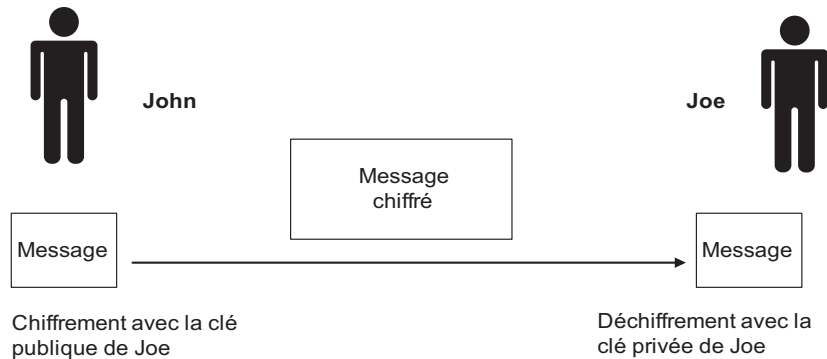 John
Joe
Message
chiffré
Message
Message
Chiffrement avec la clé
publique de Joe
Déchiffrement avec la
clé privée de Joe